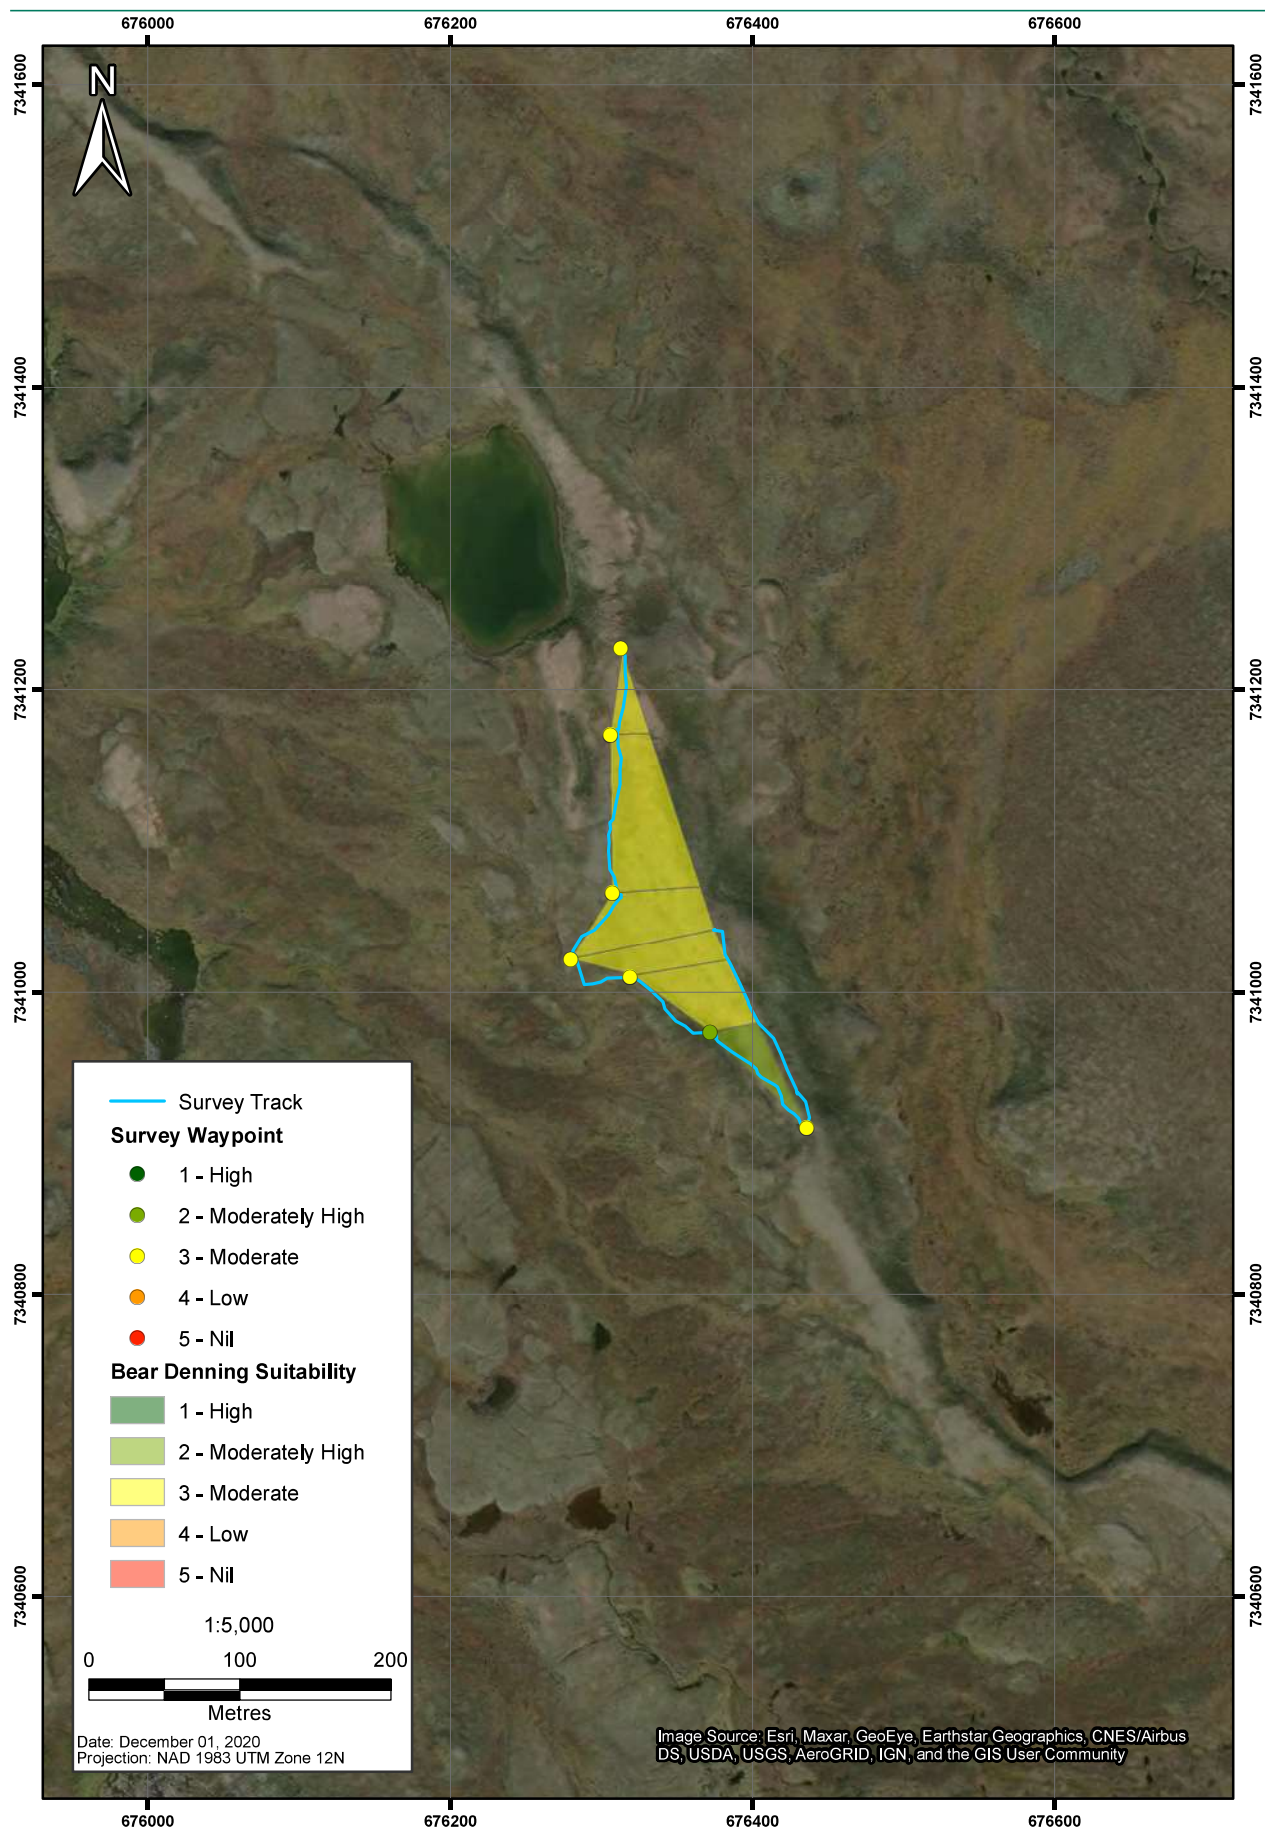 676000 676200 676400 676600
N
7341600 7341600
7341400 7341400
7341200 7341200
7341000 7341000
7340800 7340800
7340600 7340600
Survey Track
Survey Waypoint
1 - High
2 - Moderately High
3 - Moderate
4 - Low
5 - Nil
Bear Denning Suitability
1 - High
2 - Moderately High
3 - Moderate
4 - Low
5 - Nil
1:5,000
0 100 200
Metres
Date: December 01, 2020
Projection: NAD 1983 UTM Zone 12N
Image Source: Esri, Maxar, GeoEye, Earthstar Geographics, CNES/Airbus
DS, USDA, USGS, AeroGRID, IGN, and the GIS User Community
676000 676200 676400 676600